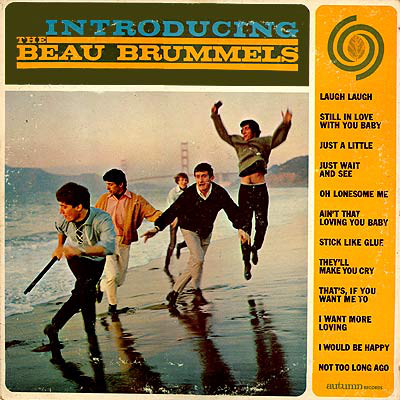 INTRODUCING
THE
BEAU BRUMMELS
LAUGH LAUGH
STILL IN LOVE
WITH YOU BABY
JUST A LITTLE
JUST WAIT
AND SEE
OH LONESOME ME
AIN'T THAT
LOVING YOU BABY
STICK LIKE GLUE
THEY'LL
MAKE YOU CRY
THAT'S, IF YOU
WANT ME TO
I WANT MORE
LOVING
I WOULD BE HAPPY
NOT TOO LONG AGO
autumn RECORDS